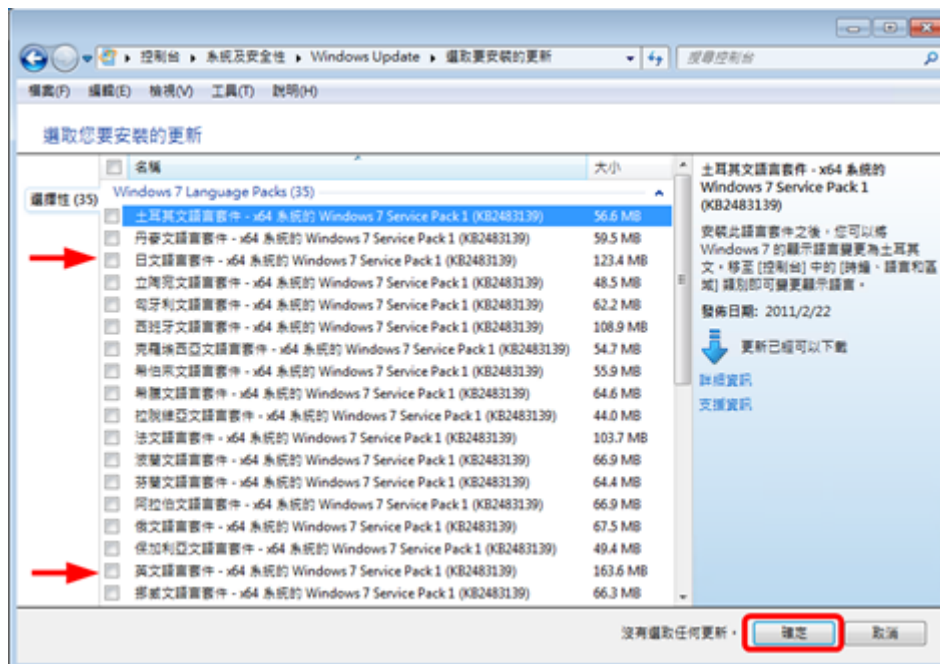 控制台 ▸ 系統及安全性 ▸ Windows Update ▸ 選取要安裝的更新
搜尋控制台
檔案(F) 編輯(E) 檢視(V) 工具(T) 說明(H)
選取您要安裝的更新
名稱 大小
選擇性 (35)
Windows 7 Language Packs (35)
土耳其文語言套件 - x64 系統的 Windows 7 Service Pack 1 (KB2483139) 56.6 MB
丹麥文語言套件 - x64 系統的 Windows 7 Service Pack 1 (KB2483139) 59.5 MB
日文語言套件 - x64 系統的 Windows 7 Service Pack 1 (KB2483139) 123.4 MB
立陶宛文語言套件 - x64 系統的 Windows 7 Service Pack 1 (KB2483139) 48.5 MB
匈牙利文語言套件 - x64 系統的 Windows 7 Service Pack 1 (KB2483139) 62.2 MB
西班牙文語言套件 - x64 系統的 Windows 7 Service Pack 1 (KB2483139) 108.9 MB
克羅埃西亞文語言套件 - x64 系統的 Windows 7 Service Pack 1 (KB2483139) 54.7 MB
希伯來文語言套件 - x64 系統的 Windows 7 Service Pack 1 (KB2483139) 55.9 MB
希臘文語言套件 - x64 系統的 Windows 7 Service Pack 1 (KB2483139) 64.6 MB
拉脫維亞文語言套件 - x64 系統的 Windows 7 Service Pack 1 (KB2483139) 44.0 MB
法文語言套件 - x64 系統的 Windows 7 Service Pack 1 (KB2483139) 103.7 MB
波蘭文語言套件 - x64 系統的 Windows 7 Service Pack 1 (KB2483139) 66.9 MB
芬蘭文語言套件 - x64 系統的 Windows 7 Service Pack 1 (KB2483139) 64.4 MB
阿拉伯文語言套件 - x64 系統的 Windows 7 Service Pack 1 (KB2483139) 66.9 MB
俄文語言套件 - x64 系統的 Windows 7 Service Pack 1 (KB2483139) 67.5 MB
保加利亞文語言套件 - x64 系統的 Windows 7 Service Pack 1 (KB2483139) 49.4 MB
英文語言套件 - x64 系統的 Windows 7 Service Pack 1 (KB2483139) 163.6 MB
挪威文語言套件 - x64 系統的 Windows 7 Service Pack 1 (KB2483139) 66.3 MB
土耳其文語言套件 - x64 系統的
Windows 7 Service Pack 1
(KB2483139)
安裝此語言套件之後，您可以將
Windows 7 的顯示語言變更為土耳其
文。移至 [控制台] 中的 [時鐘、語言和區
域] 類別即可變更顯示語言。
發佈日期: 2011/2/22
更新已經可以下載
詳細資訊
支援資訊
沒有選取任何更新。 確定 取消